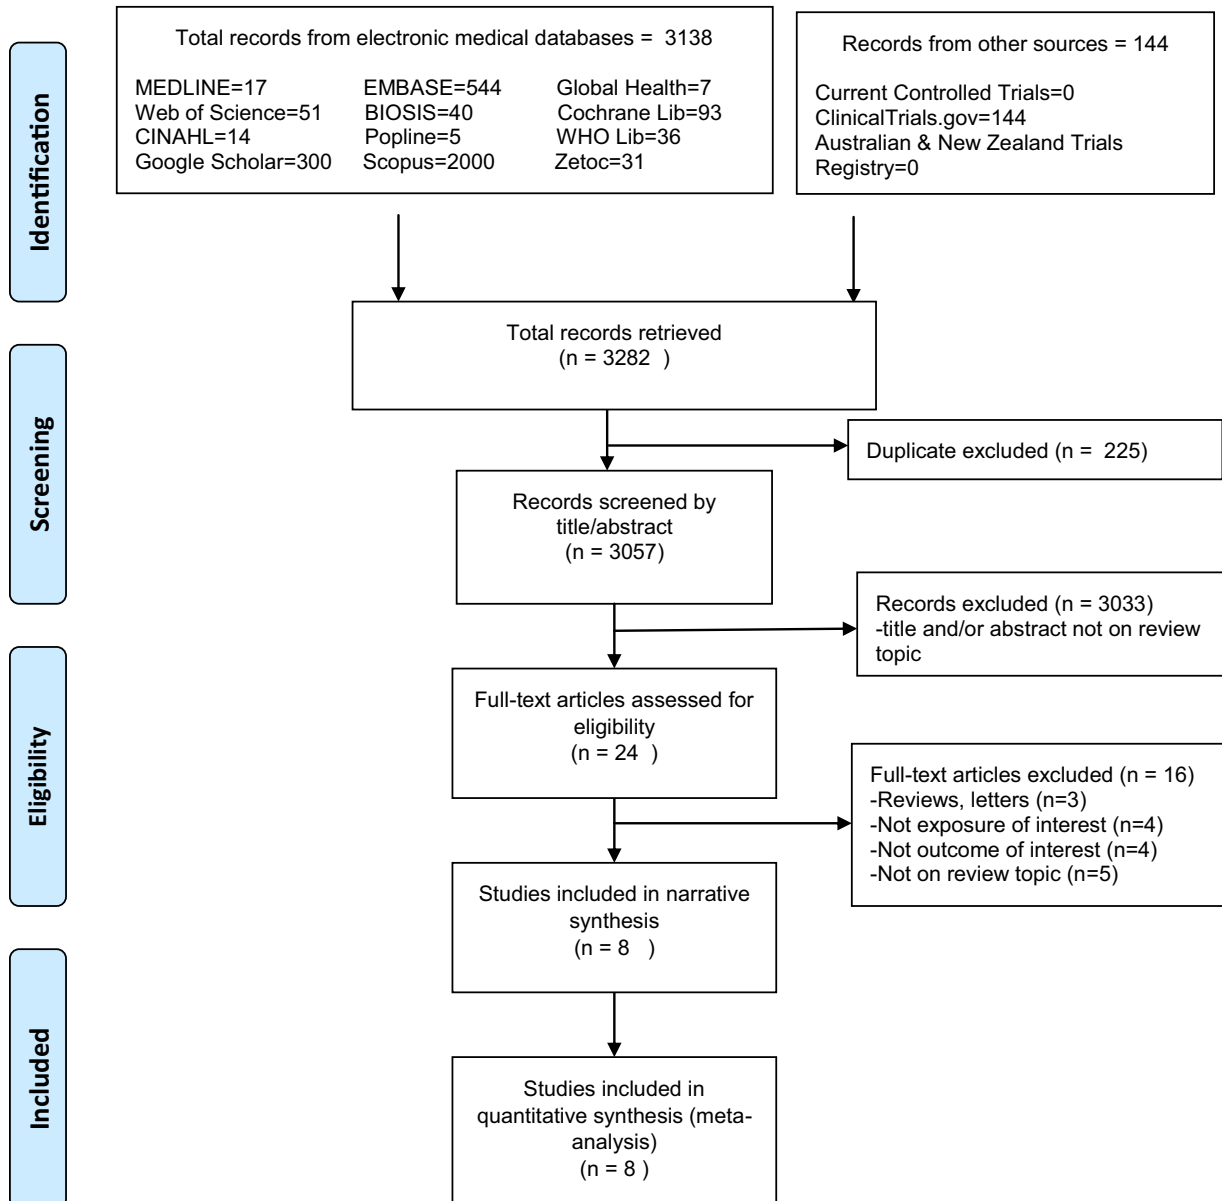 Identification
Total records from electronic medical databases = 3138
MEDLINE=17 EMBASE=544 Global Health=7
Web of Science=51 BIOSIS=40 Cochrane Lib=93
CINAHL=14 Popline=5 WHO Lib=36
Google Scholar=300 Scopus=2000 Zetoc=31
Records from other sources = 144
Current Controlled Trials=0
ClinicalTrials.gov=144
Australian & New Zealand Trials
Registry=0
Total records retrieved
(n = 3282 )
Screening
Duplicate excluded (n = 225)
Records screened by
title/abstract
(n = 3057)
Records excluded (n = 3033)
-title and/or abstract not on review
topic
Eligibility
Full-text articles assessed for
eligibility
(n = 24 )
Full-text articles excluded (n = 16)
-Reviews, letters (n=3)
-Not exposure of interest (n=4)
-Not outcome of interest (n=4)
-Not on review topic (n=5)
Studies included in narrative
synthesis
(n = 8 )
Included
Studies included in
quantitative synthesis (meta-
analysis)
(n = 8 )